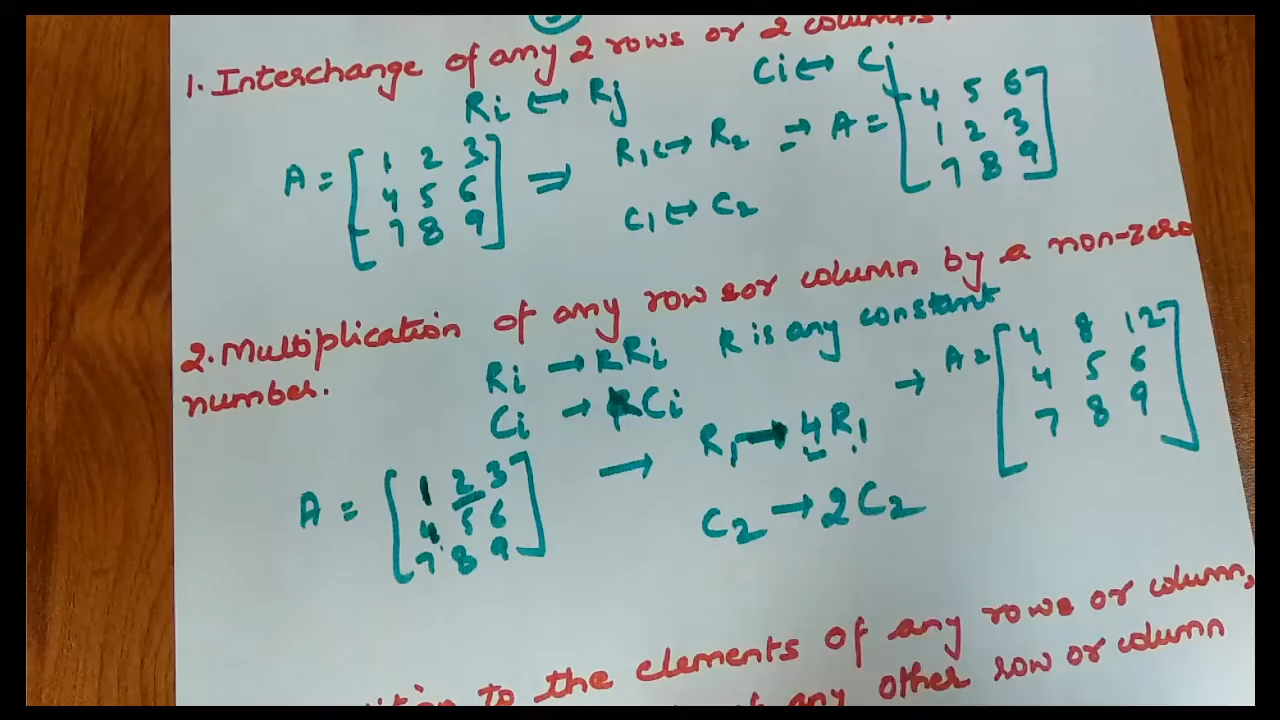 1. Interchange of any 2 rows or 2 columns.
Ri ↔ Rj Ci ↔ Cj
A = [ 1 2 3 ⇒ R1 ↔ R2 ⇒ A = [ 4 5 6
4 5 6 1 2 3
7 8 9 ] C1 ↔ C2 7 8 9 ]
2. Multiplication of any row or column by a non-zero
number.
Ri → kRi k is any constant
Ci → kCi
A = [ 1 2 3 → R1 → 4R1 → A = [ 4 8 12
4 5 6 4 5 6
7 8 9 ] C2 → 2C2 7 8 9 ]
to the elements of any rows or column,
any other row or column